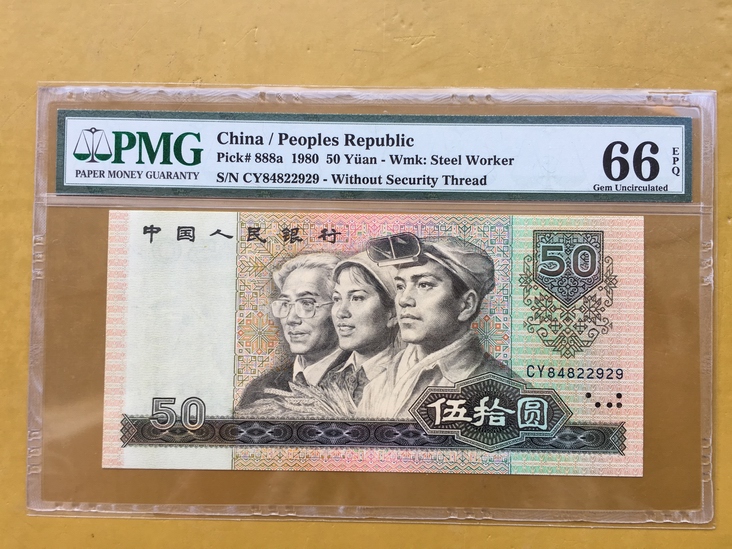 PMG
PAPER MONEY GUARANTY
China / Peoples Republic
Pick# 888a 1980 50 Yüan - Wmk: Steel Worker
S/N CY84822929 - Without Security Thread
66 EPQ
Gem Uncirculated
中国人民银行
50
CY84822929
50
伍拾圆